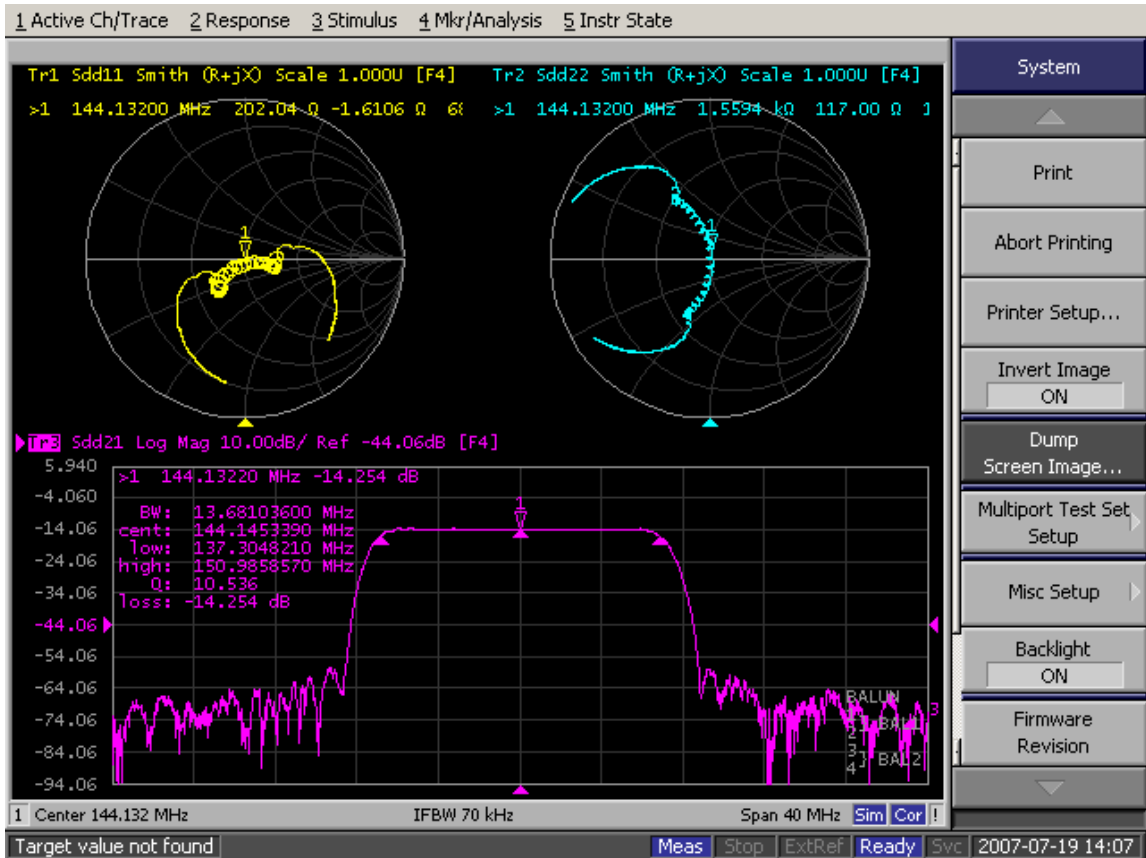 1 Active Ch/Trace 2 Response 3 Stimulus 4 Mkr/Analysis 5 Instr State
Tr1 Sdd11 Smith (R+jX) Scale 1.000U [F4]
>1 144.13200 MHz 202.04 Ω -1.6106 Ω
1
Tr2 Sdd22 Smith (R+jX) Scale 1.000U [F4]
>1 144.13200 MHz 1.5594 kΩ 117.00 Ω
1
Tr3 Sdd21 Log Mag 10.00dB/ Ref -44.06dB [F4]
5.940
-4.060
-14.06
-24.06
-34.06
-44.06
-54.06
-64.06
-74.06
-84.06
-94.06
>1 144.13220 MHz -14.254 dB
BW: 13.68103600 MHz
cent: 144.1453390 MHz
low: 137.3048210 MHz
high: 150.9858570 MHz
Q: 10.536
loss: -14.254 dB
1
BALUN
2
3
4} BAL2
3
1 Center 144.132 MHz IFBW 70 kHz Span 40 MHz Sim Cor !
Target value not found Meas Stop ExtRef Ready Svc 2007-07-19 14:07
System
Print
Abort Printing
Printer Setup...
Invert Image
ON
Dump
Screen Image...
Multiport Test Set
Setup
Misc Setup
Backlight
ON
Firmware
Revision